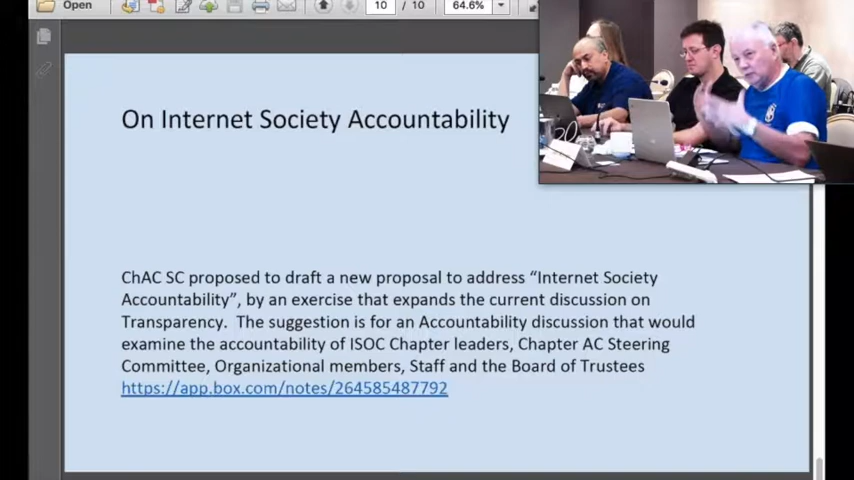 Open
10
/ 10
64.6%
On Internet Society Accountability
ChAC SC proposed to draft a new proposal to address “Internet Society
Accountability”, by an exercise that expands the current discussion on
Transparency.  The suggestion is for an Accountability discussion that would
examine the accountability of ISOC Chapter leaders, Chapter AC Steering
Committee, Organizational members, Staff and the Board of Trustees
https://app.box.com/notes/264585487792